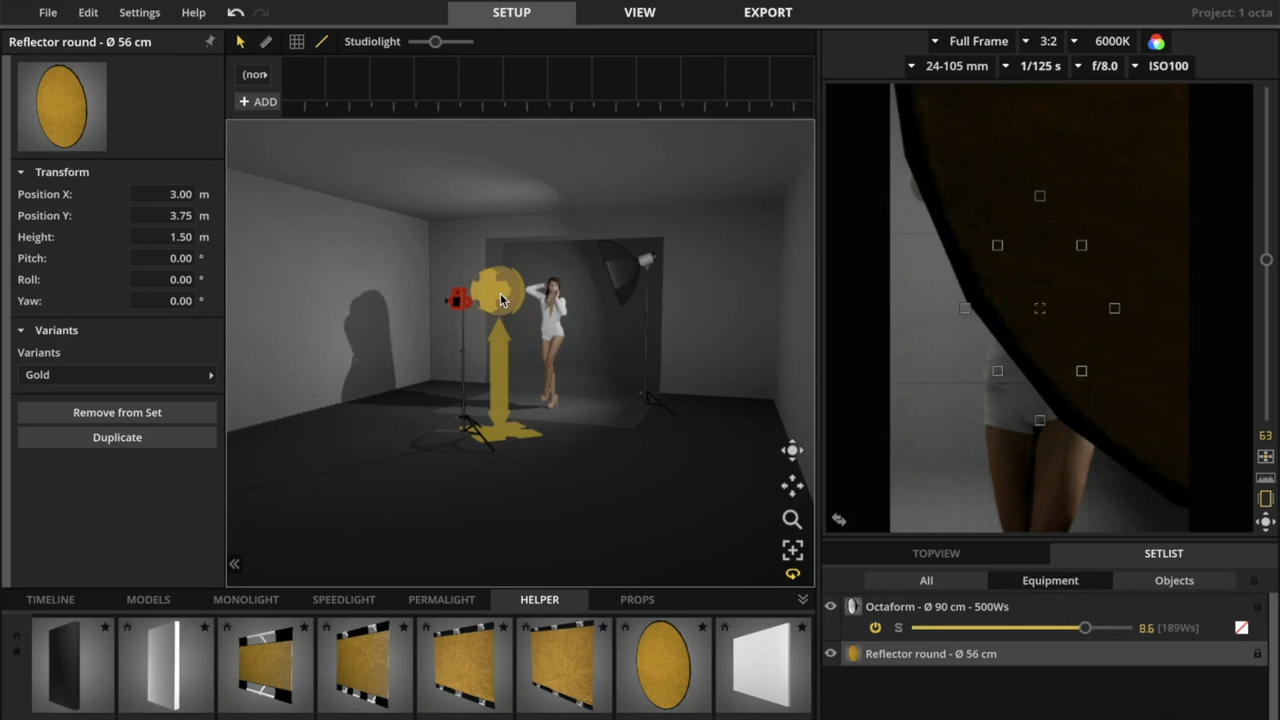 File Edit Settings Help SETUP VIEW EXPORT Project: 1 octa
Reflector round - Ø 56 cm
Transform
Position X: 3.00 m
Position Y: 3.75 m
Height: 1.50 m
Pitch: 0.00 °
Roll: 0.00 °
Yaw: 0.00 °
Variants
Variants
Gold
Remove from Set
Duplicate
Studiolight
(non
+ ADD
Full Frame 3:2 6000K
24-105 mm 1/125 s f/8.0 ISO100
63
TOPVIEW SETLIST
All Equipment Objects
Octaform - Ø 90 cm - 500Ws
S 8.6 [189Ws]
Reflector round - Ø 56 cm
TIMELINE MODELS MONOLIGHT SPEEDLIGHT PERMALIGHT HELPER PROPS